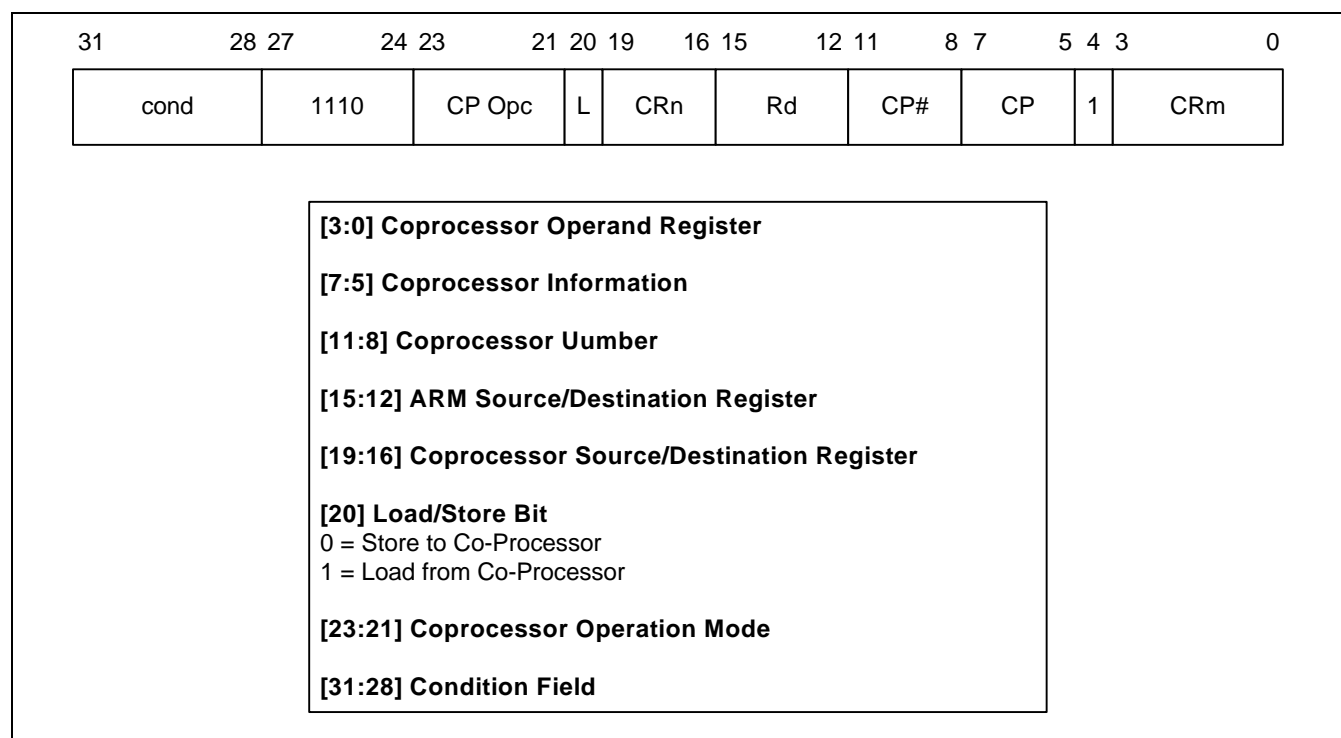 31 28 27 24 23 21 20 19 16 15 12 11 8 7 5 4 3 0
cond 1110 CP Opc L CRn Rd CP# CP 1 CRm
[3:0] Coprocessor Operand Register
[7:5] Coprocessor Information
[11:8] Coprocessor Uumber
[15:12] ARM Source/Destination Register
[19:16] Coprocessor Source/Destination Register
[20] Load/Store Bit
0 = Store to Co-Processor
1 = Load from Co-Processor
[23:21] Coprocessor Operation Mode
[31:28] Condition Field